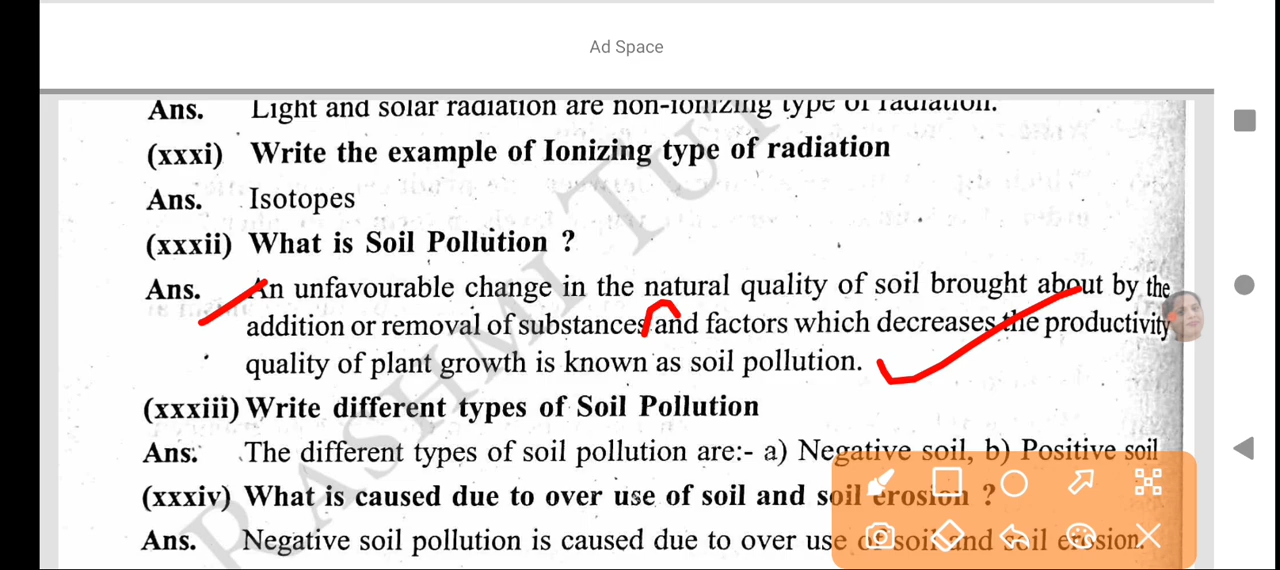 Ad Space
Ans. Light and solar radiation are non-ionizing type of radiation.
(xxxi) Write the example of Ionizing type of radiation
Ans. Isotopes
(xxxii) What is Soil Pollution ?
Ans. An unfavourable change in the natural quality of soil brought about by the
addition or removal of substances and factors which decreases the productivity
quality of plant growth is known as soil pollution.
(xxxiii) Write different types of Soil Pollution
Ans. The different types of soil pollution are:- a) Negative soil, b) Positive soil
(xxxiv) What is caused due to over use of soil and soil erosion ?
Ans. Negative soil pollution is caused due to over use of soil and soil erosion.
RASHMI TUT